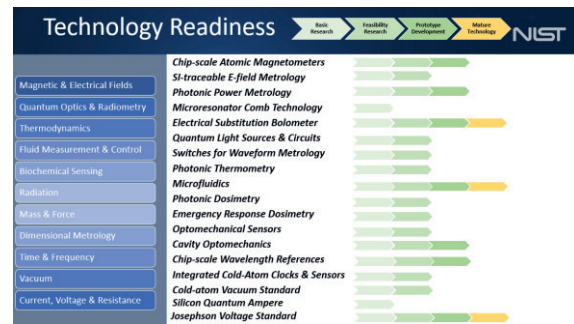 Technology Readiness
Basic
Research
Feasibility
Research
Prototype
Development
Mature
Technology
NIST
Magnetic & Electrical Fields
Quantum Optics & Radiometry
Thermodynamics
Fluid Measurement & Control
Biochemical Sensing
Radiation
Mass & Force
Dimensional Metrology
Time & Frequency
Vacuum
Current, Voltage & Resistance
Chip-scale Atomic Magnetometers
SI-traceable E-field Metrology
Photonic Power Metrology
Microresonator Comb Technology
Electrical Substitution Bolometer
Quantum Light Sources & Circuits
Switches for Waveform Metrology
Photonic Thermometry
Microfluidics
Photonic Dosimetry
Emergency Response Dosimetry
Optomechanical Sensors
Cavity Optomechanics
Chip-scale Wavelength References
Integrated Cold-Atom Clocks & Sensors
Cold-atom Vacuum Standard
Silicon Quantum Ampere
Josephson Voltage Standard